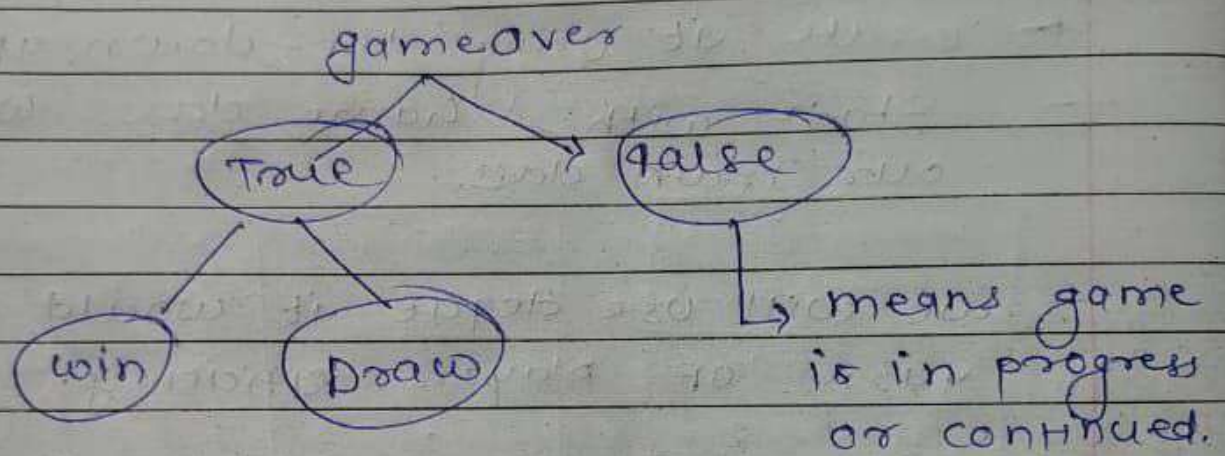 gameOver
True
false
win
Draw
means game
is in progress
or continued.